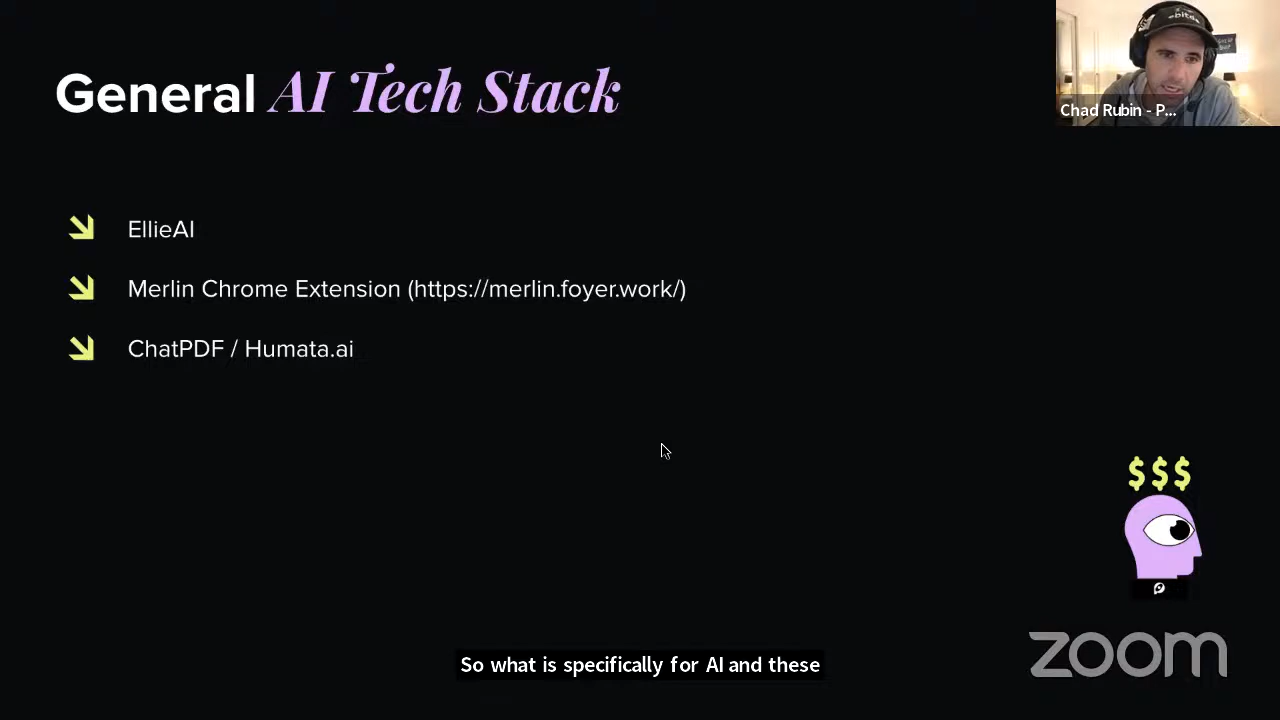 General AI Tech Stack
Chad Rubin - P...
EllieAI
Merlin Chrome Extension (https://merlin.foyer.work/)
ChatPDF / Humata.ai
$$$
So what is specifically for AI and these
zoom